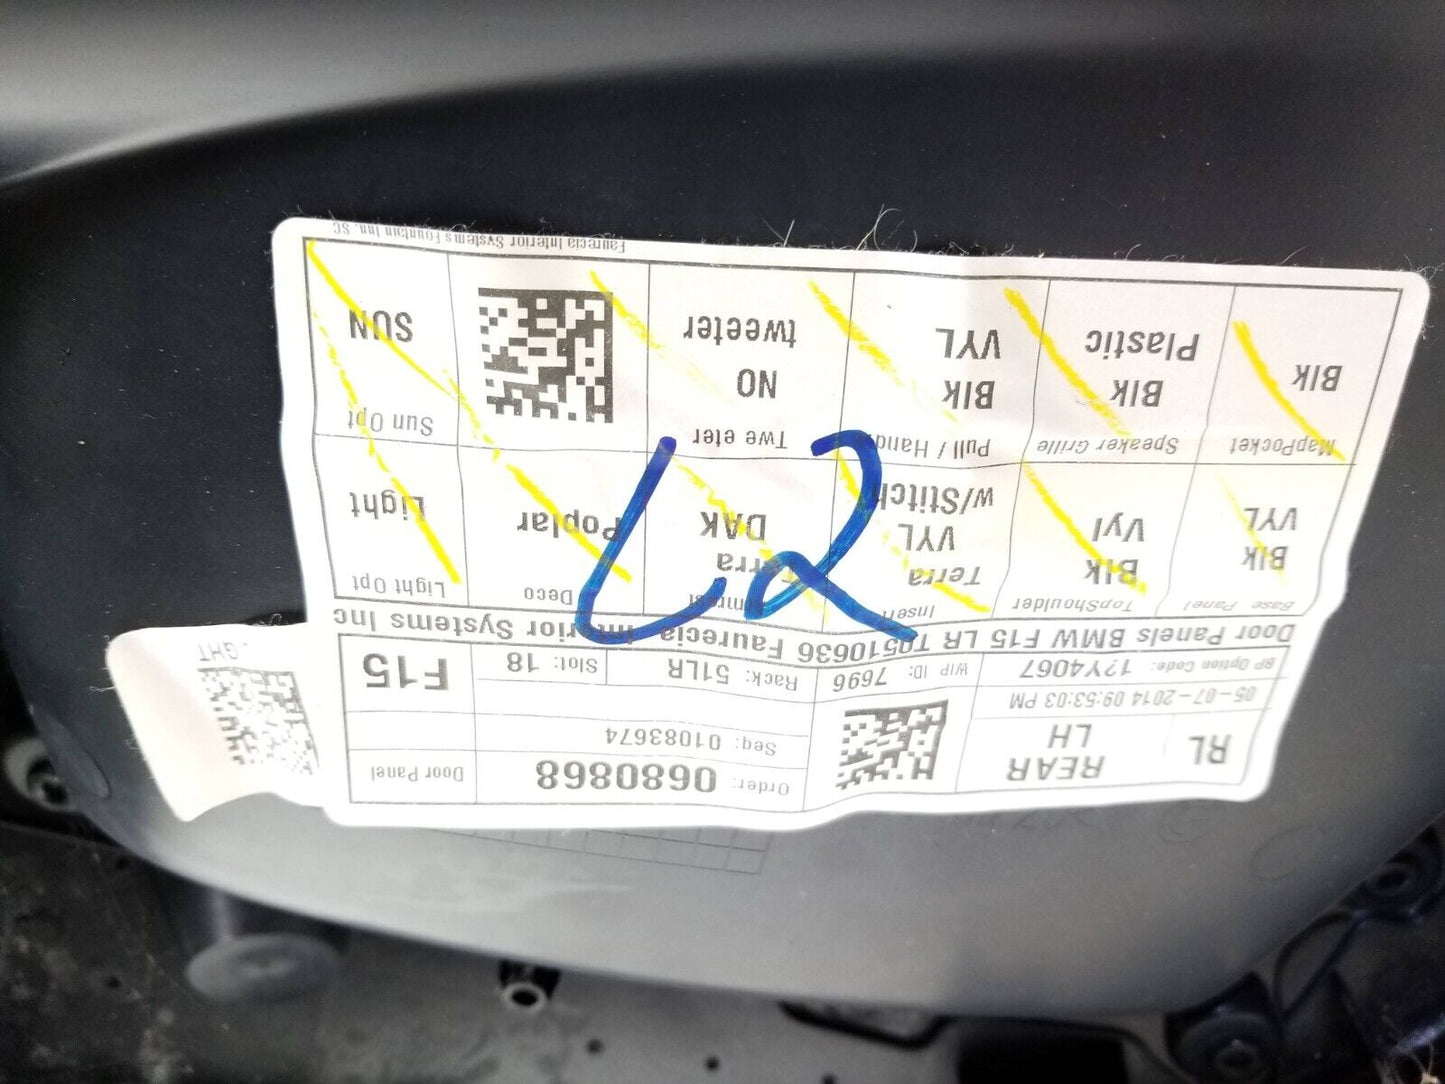 RL
REAR
LH
Order: 0680868
Door Panel
Seq: 01083674
05-07-2014 09:53:03 PM
BP Option Code: 12Y4067
WIP ID: 7696
Rack: 51LR
Slot: 18
F15
Door Panels BMW F15 LR T0510636 Faurecia Interior Systems Inc
Base Panel
Blk
VYL
TopShoulder
Blk
Vyl
Insert
Terra
VYL
w/Stitch
Terra
DAK
Deco
Poplar
Light Opt
Light
MapPocket
Blk
Speaker Grille
Blk
Plastic
Pull / Hand
Blk
VYL
Twe eter
NO
tweeter
Sun Opt
SUN
Faurecia Interior Systems Fountain Inn, SC
L2